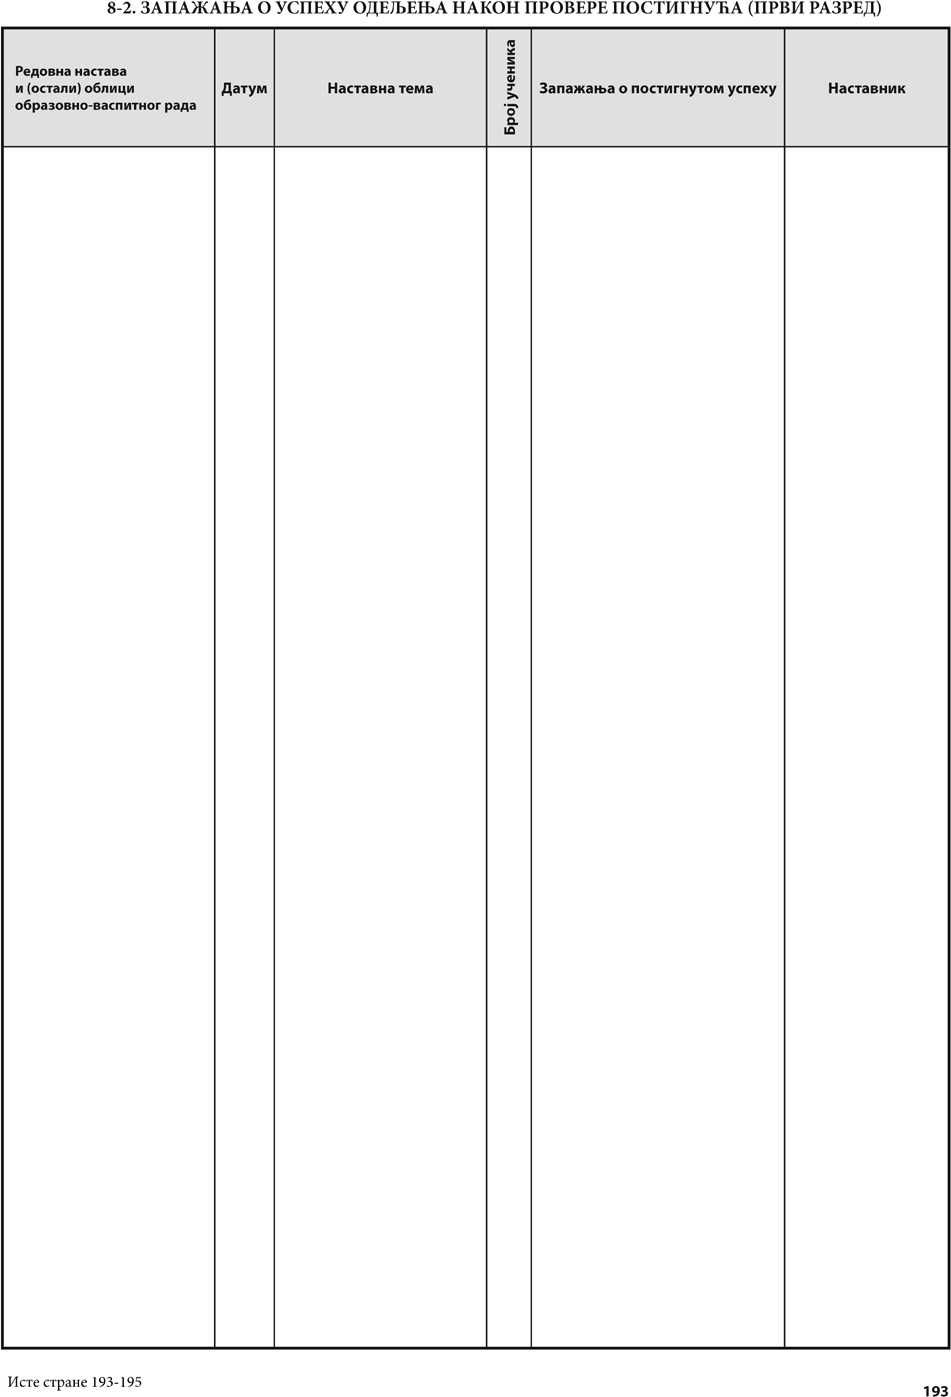 8-2. ЗАПАЖАЊА О УСПЕХУ ОДЕЉЕЊА НАКОН ПРОВЕРЕ ПОСТИГНУЋА (ПРВИ РАЗРЕД)
Редовна настава
и (остали) облици
образовно-васпитног рада
Датум
Наставна тема
Број ученика
Запажања о постигнутом успеху
Наставник
Исте стране 193-195
193